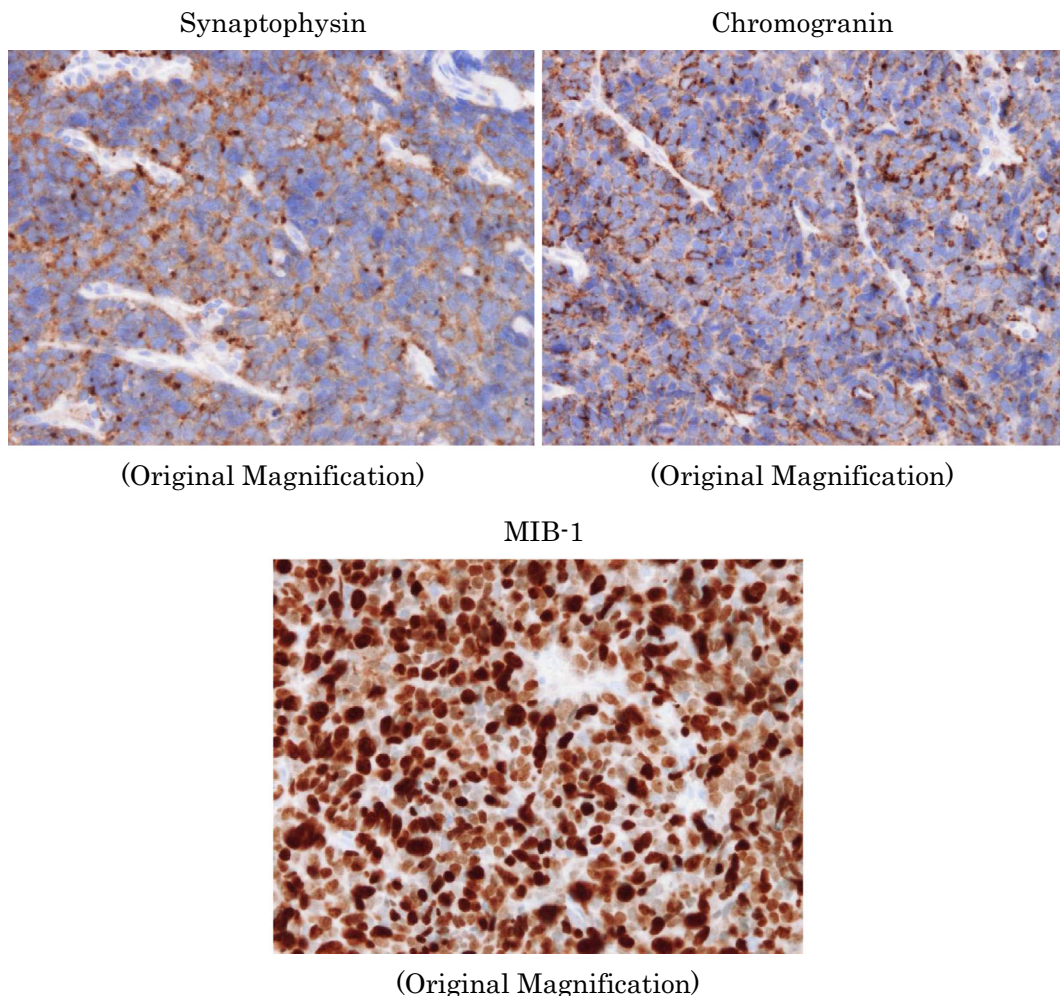 Synaptophysin
Chromogranin
(Original Magnification)
(Original Magnification)
MIB-1
(Original Magnification)